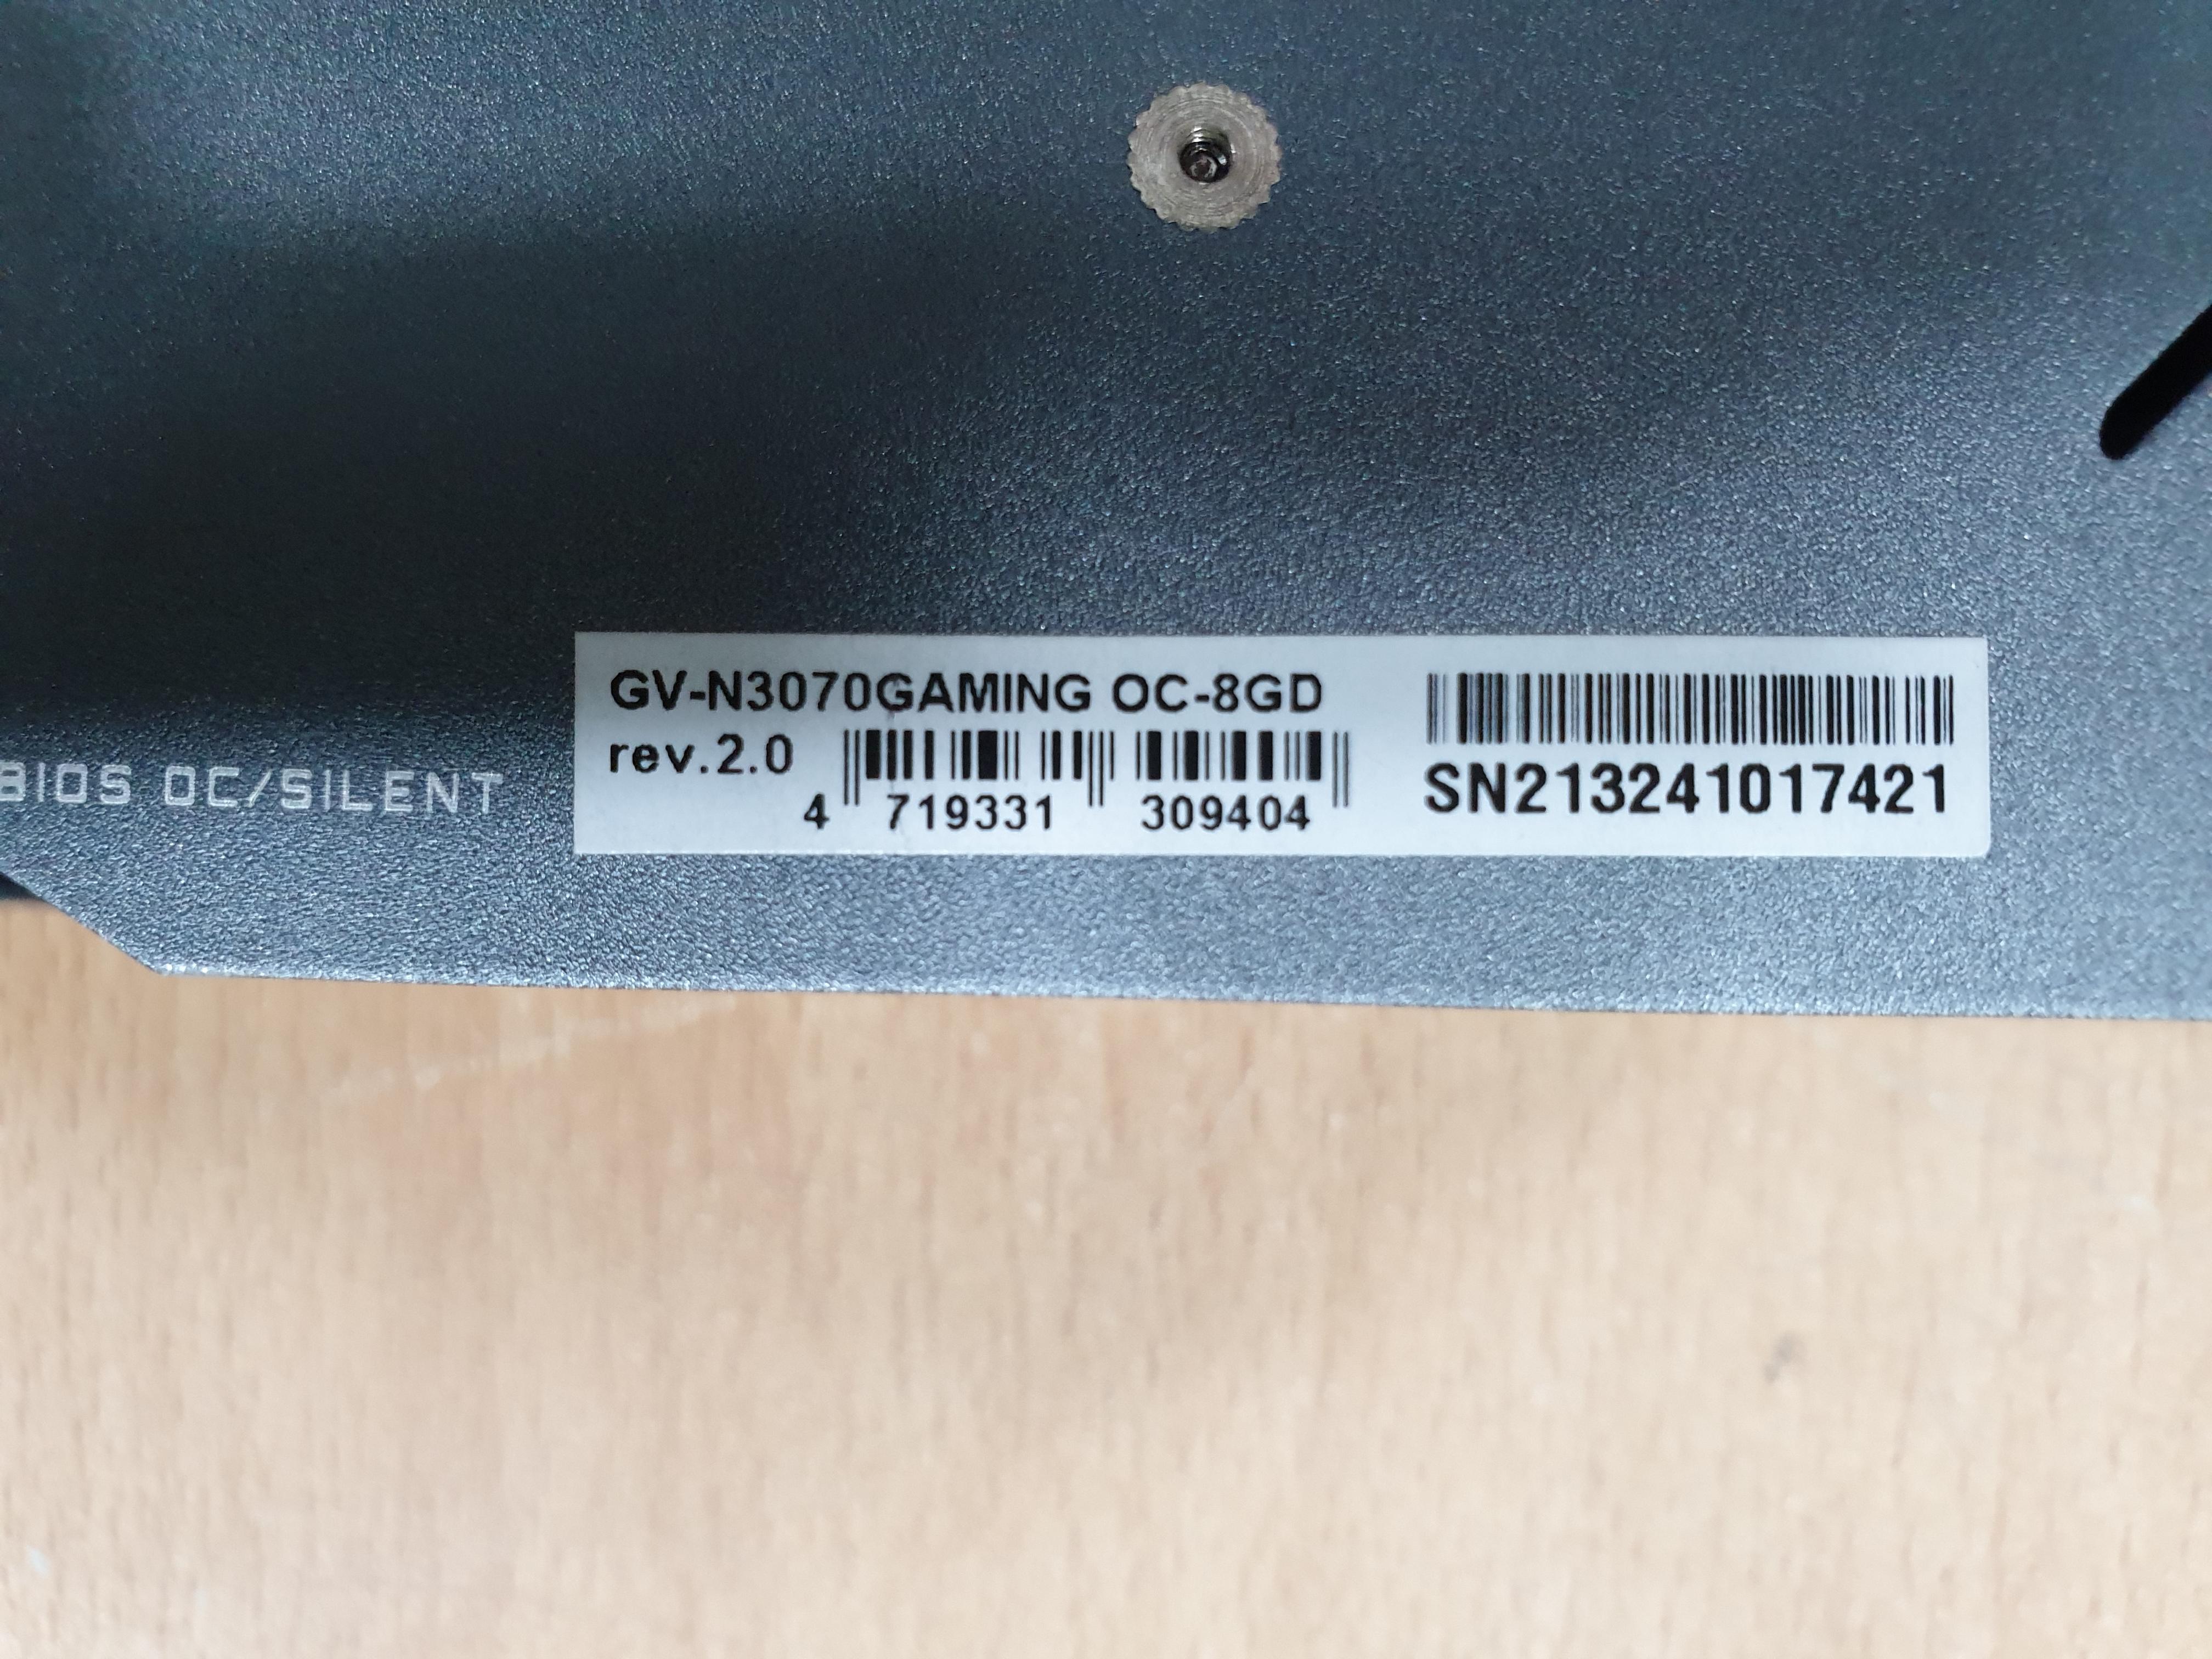 GV-N3070GAMING OC-8GD
rev.2.0
4 719331 309404
SN213241017421
BIOS OC/SILENT